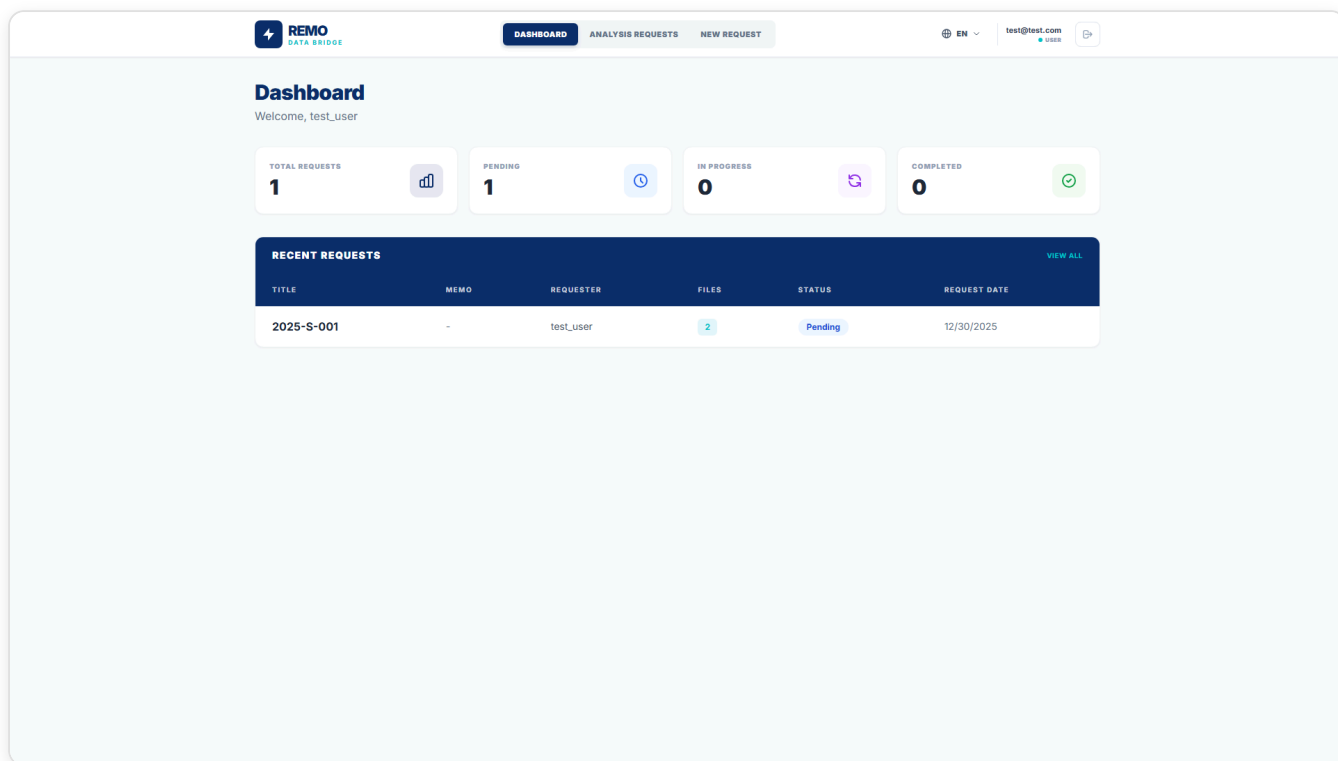 REMO
DATA BRIDGE
DASHBOARD ANALYSIS REQUESTS NEW REQUEST
EN
test@test.com
USER
Dashboard
Welcome, test_user
TOTAL REQUESTS
1
PENDING
1
IN PROGRESS
0
COMPLETED
0
RECENT REQUESTS VIEW ALL
TITLE MEMO REQUESTER FILES STATUS REQUEST DATE
2025-S-001 - test_user 2 Pending 12/30/2025